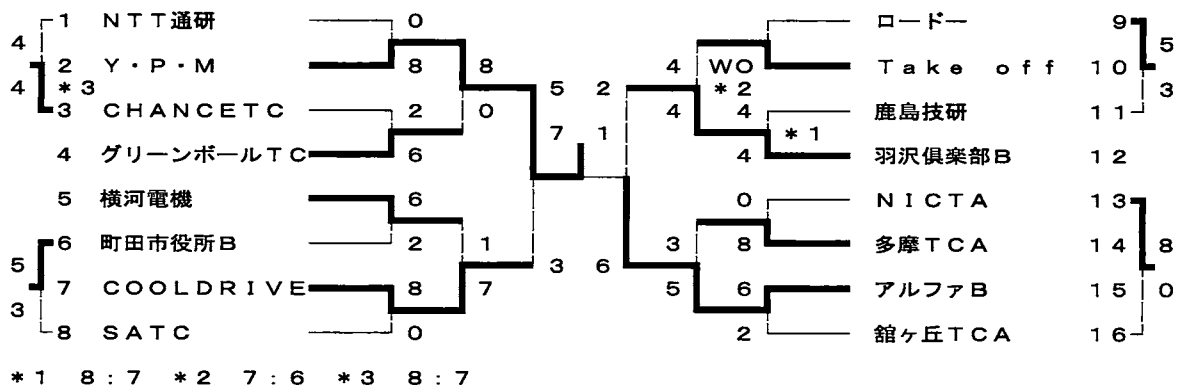 1 NTT通研 0 ロードー 9
4 8 5
2 Y・P・M 8 4 WO Take off 10
4 *3 5 2 *2 3
3 CHANCETC 2 0 4 4 鹿島技研 11
7 1 *1
4 グリーンボールTC 6 4 羽沢倶楽部B 12
5 横河電機 6 0 NICTA 13
6 町田市役所B 2 1 3 8 多摩TCA 14 8
5 3 6
7 COOLDRIVE 8 7 5 6 アルファB 15 0
3
8 SATC 0 2 舘ヶ丘TCA 16
*1 8:7 *2 7:6 *3 8:7